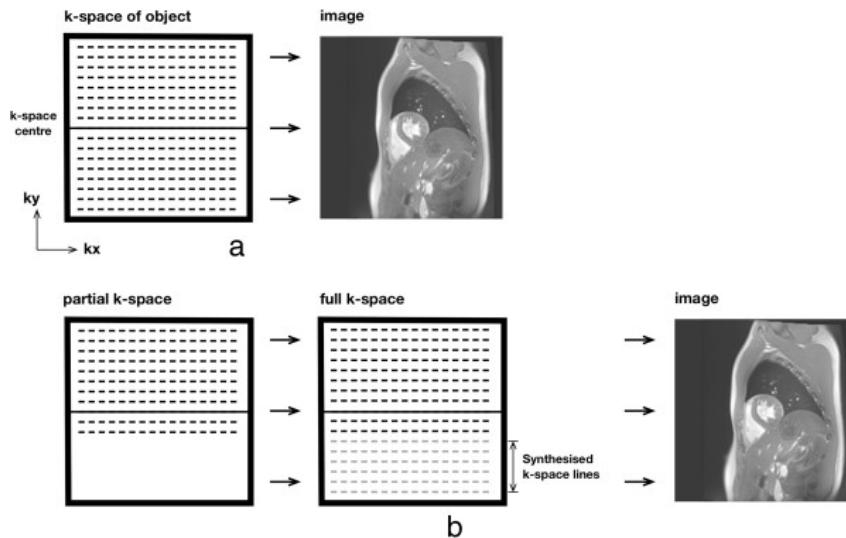 k-space of object
image
k-space
centre
ky
kx
a
partial k-space
full k-space
image
Synthesised
k-space lines
b